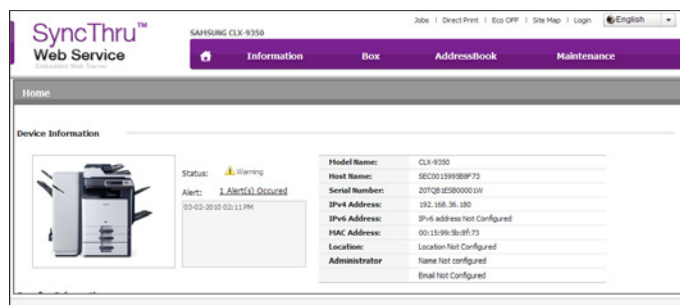 Jobs | Direct Print | Eco OFF | Site Map | Login English
SyncThru™
Web Service
Embedded Web Server
SAMSUNG CLX-9350
Information Box AddressBook Maintenance
Home
Device Information
Status: Warning
Alert: 1 Alert(s) Occured
03-02-2010 02:11 PM
Model Name: CLX-9350
Host Name: SEC0015995B8F73
Serial Number:
IPv4 Address: 192.168.36.180
IPv6 Address: IPv6 address Not Configured
MAC Address: 00:15:99:5b:8f:73
Location: Location Not Configured
Administrator Name Not configured
Email Not Configured